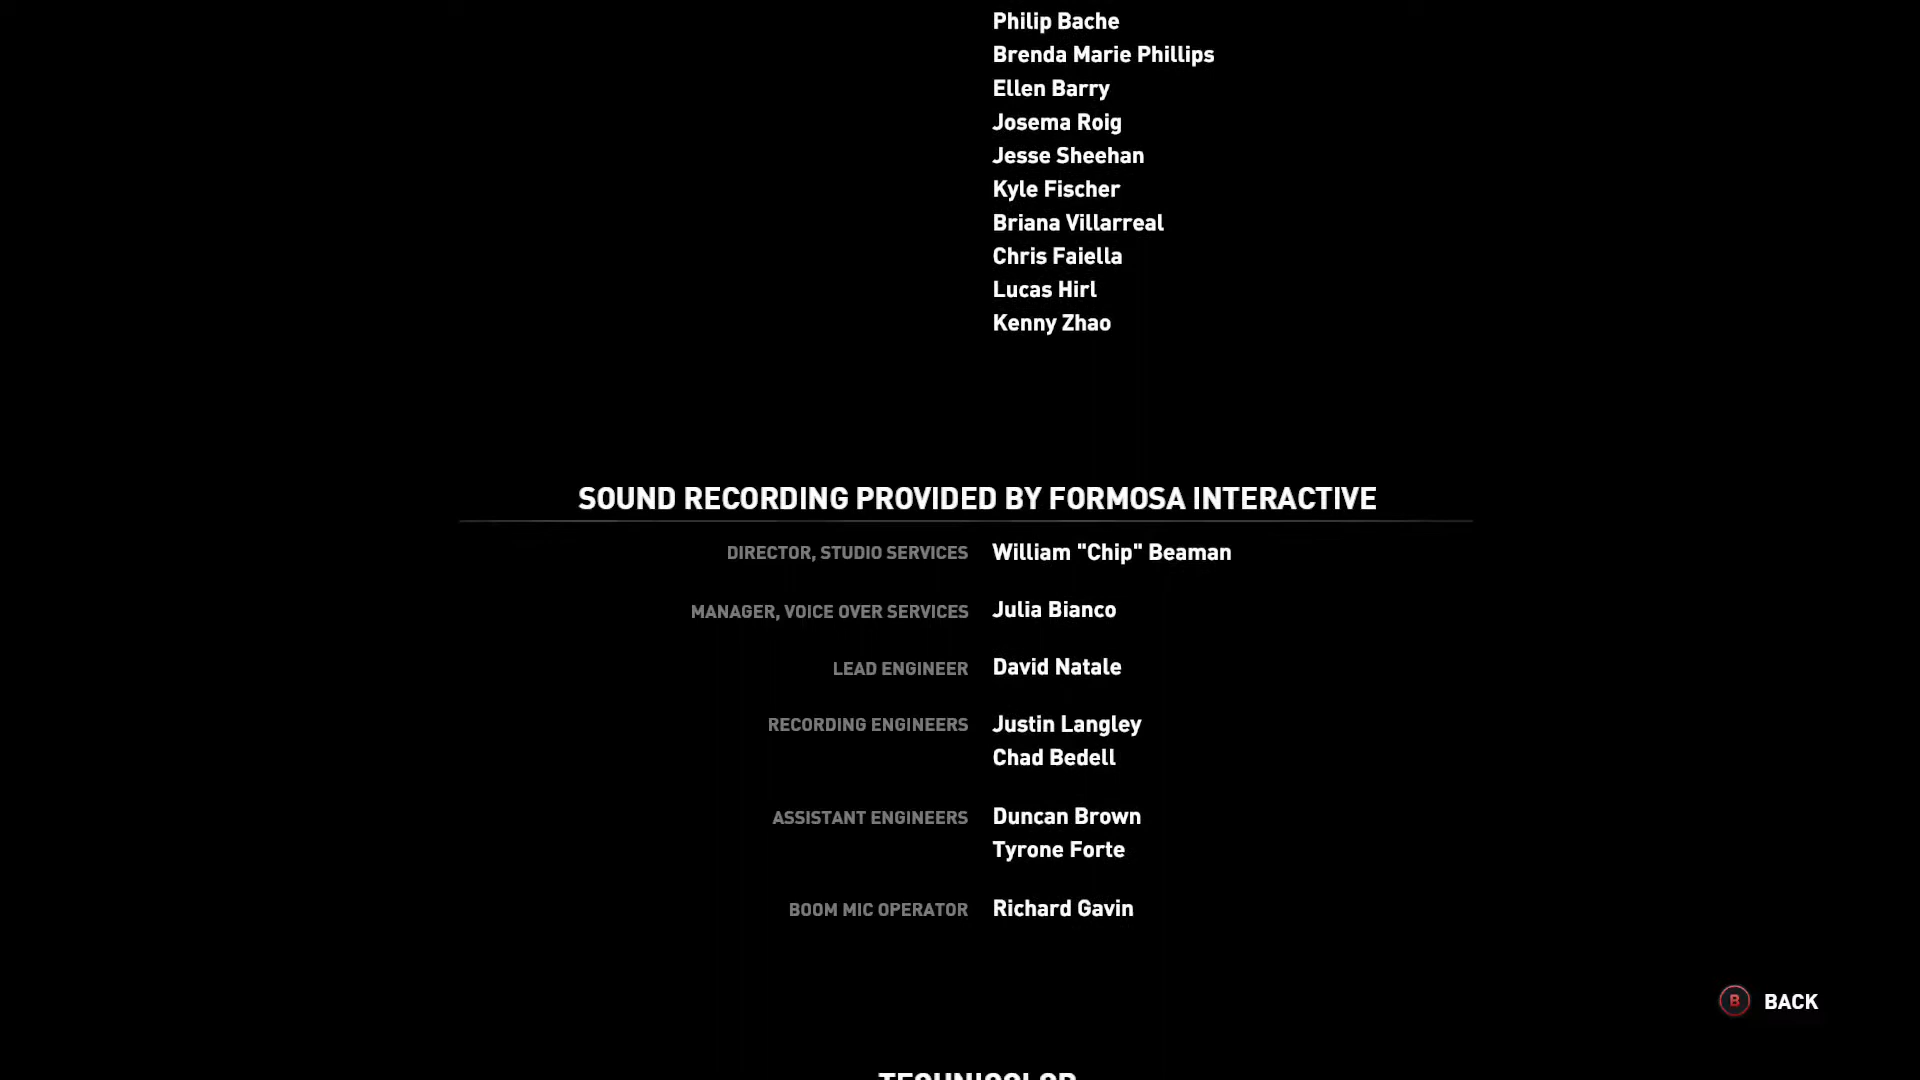 Philip Bache
Brenda Marie Phillips
Ellen Barry
Josema Roig
Jesse Sheehan
Kyle Fischer
Briana Villarreal
Chris Faiella
Lucas Hirl
Kenny Zhao
SOUND RECORDING PROVIDED BY FORMOSA INTERACTIVE
DIRECTOR, STUDIO SERVICES William "Chip" Beaman
MANAGER, VOICE OVER SERVICES Julia Bianco
LEAD ENGINEER David Natale
RECORDING ENGINEERS Justin Langley
Chad Bedell
ASSISTANT ENGINEERS Duncan Brown
Tyrone Forte
BOOM MIC OPERATOR Richard Gavin
B BACK
TECHNICOLOR